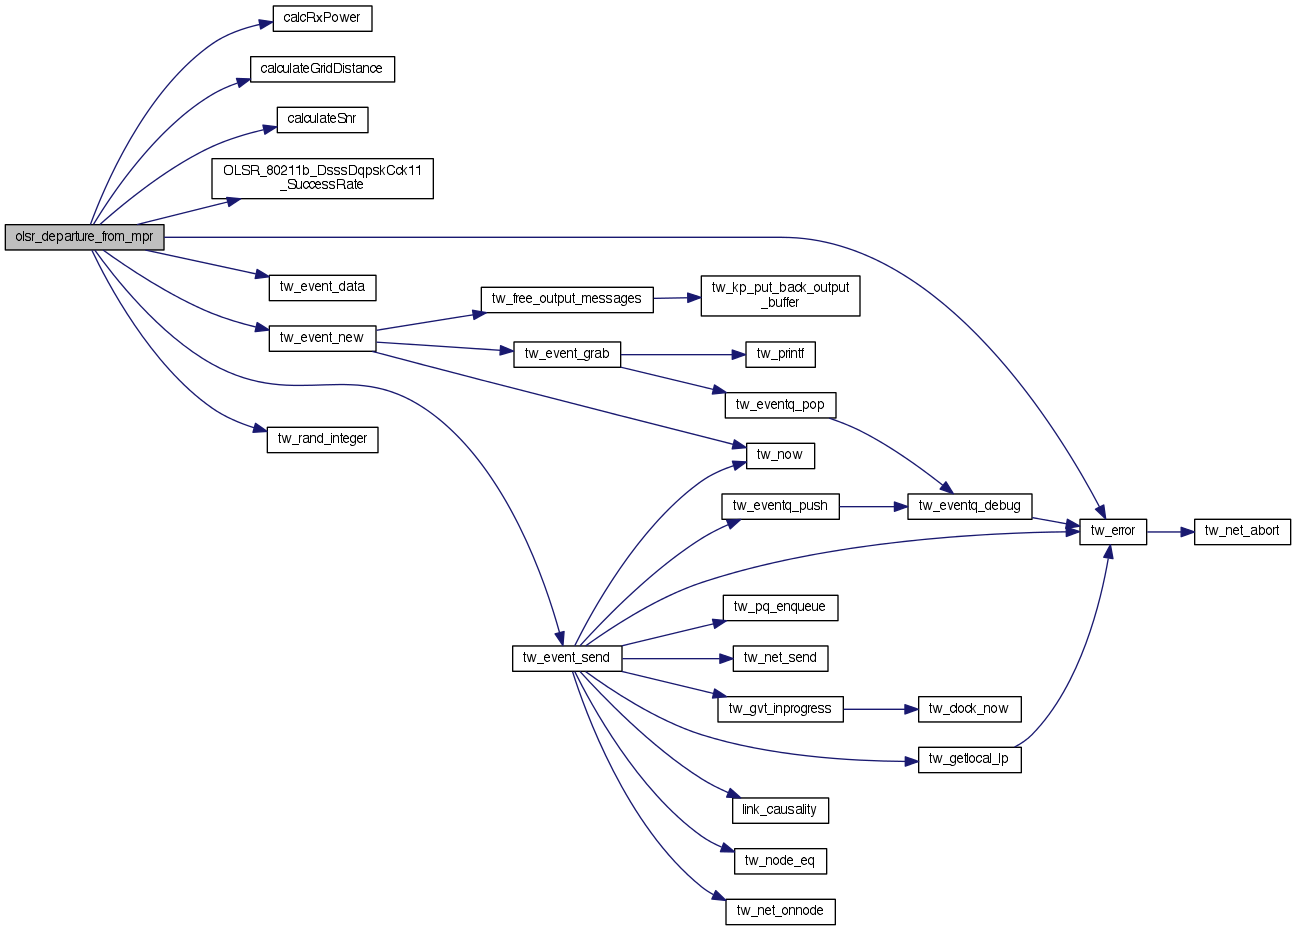 calcRxPower
calculateGridDistance
calculateSnr
OLSR_80211b_DsssDqpskCck11
_SuccessRate
olsr_departure_from_mpr
tw_event_data
tw_free_output_messages
tw_kp_put_back_output
_buffer
tw_event_new
tw_event_grab
tw_printf
tw_eventq_pop
tw_rand_integer
tw_now
tw_eventq_push
tw_eventq_debug
tw_error
tw_net_abort
tw_pq_enqueue
tw_event_send
tw_net_send
tw_gvt_inprogress
tw_clock_now
tw_getlocal_lp
link_causality
tw_node_eq
tw_net_onnode